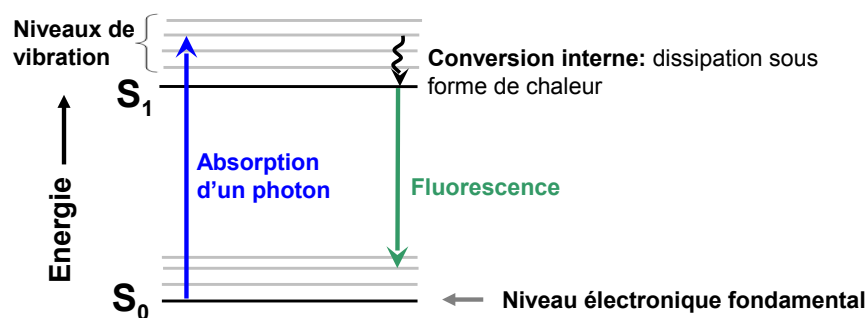 Niveaux de
vibration
Conversion interne: dissipation sous
forme de chaleur
S1
Energie
Absorption
d'un photon
Fluorescence
S0
Niveau électronique fondamental